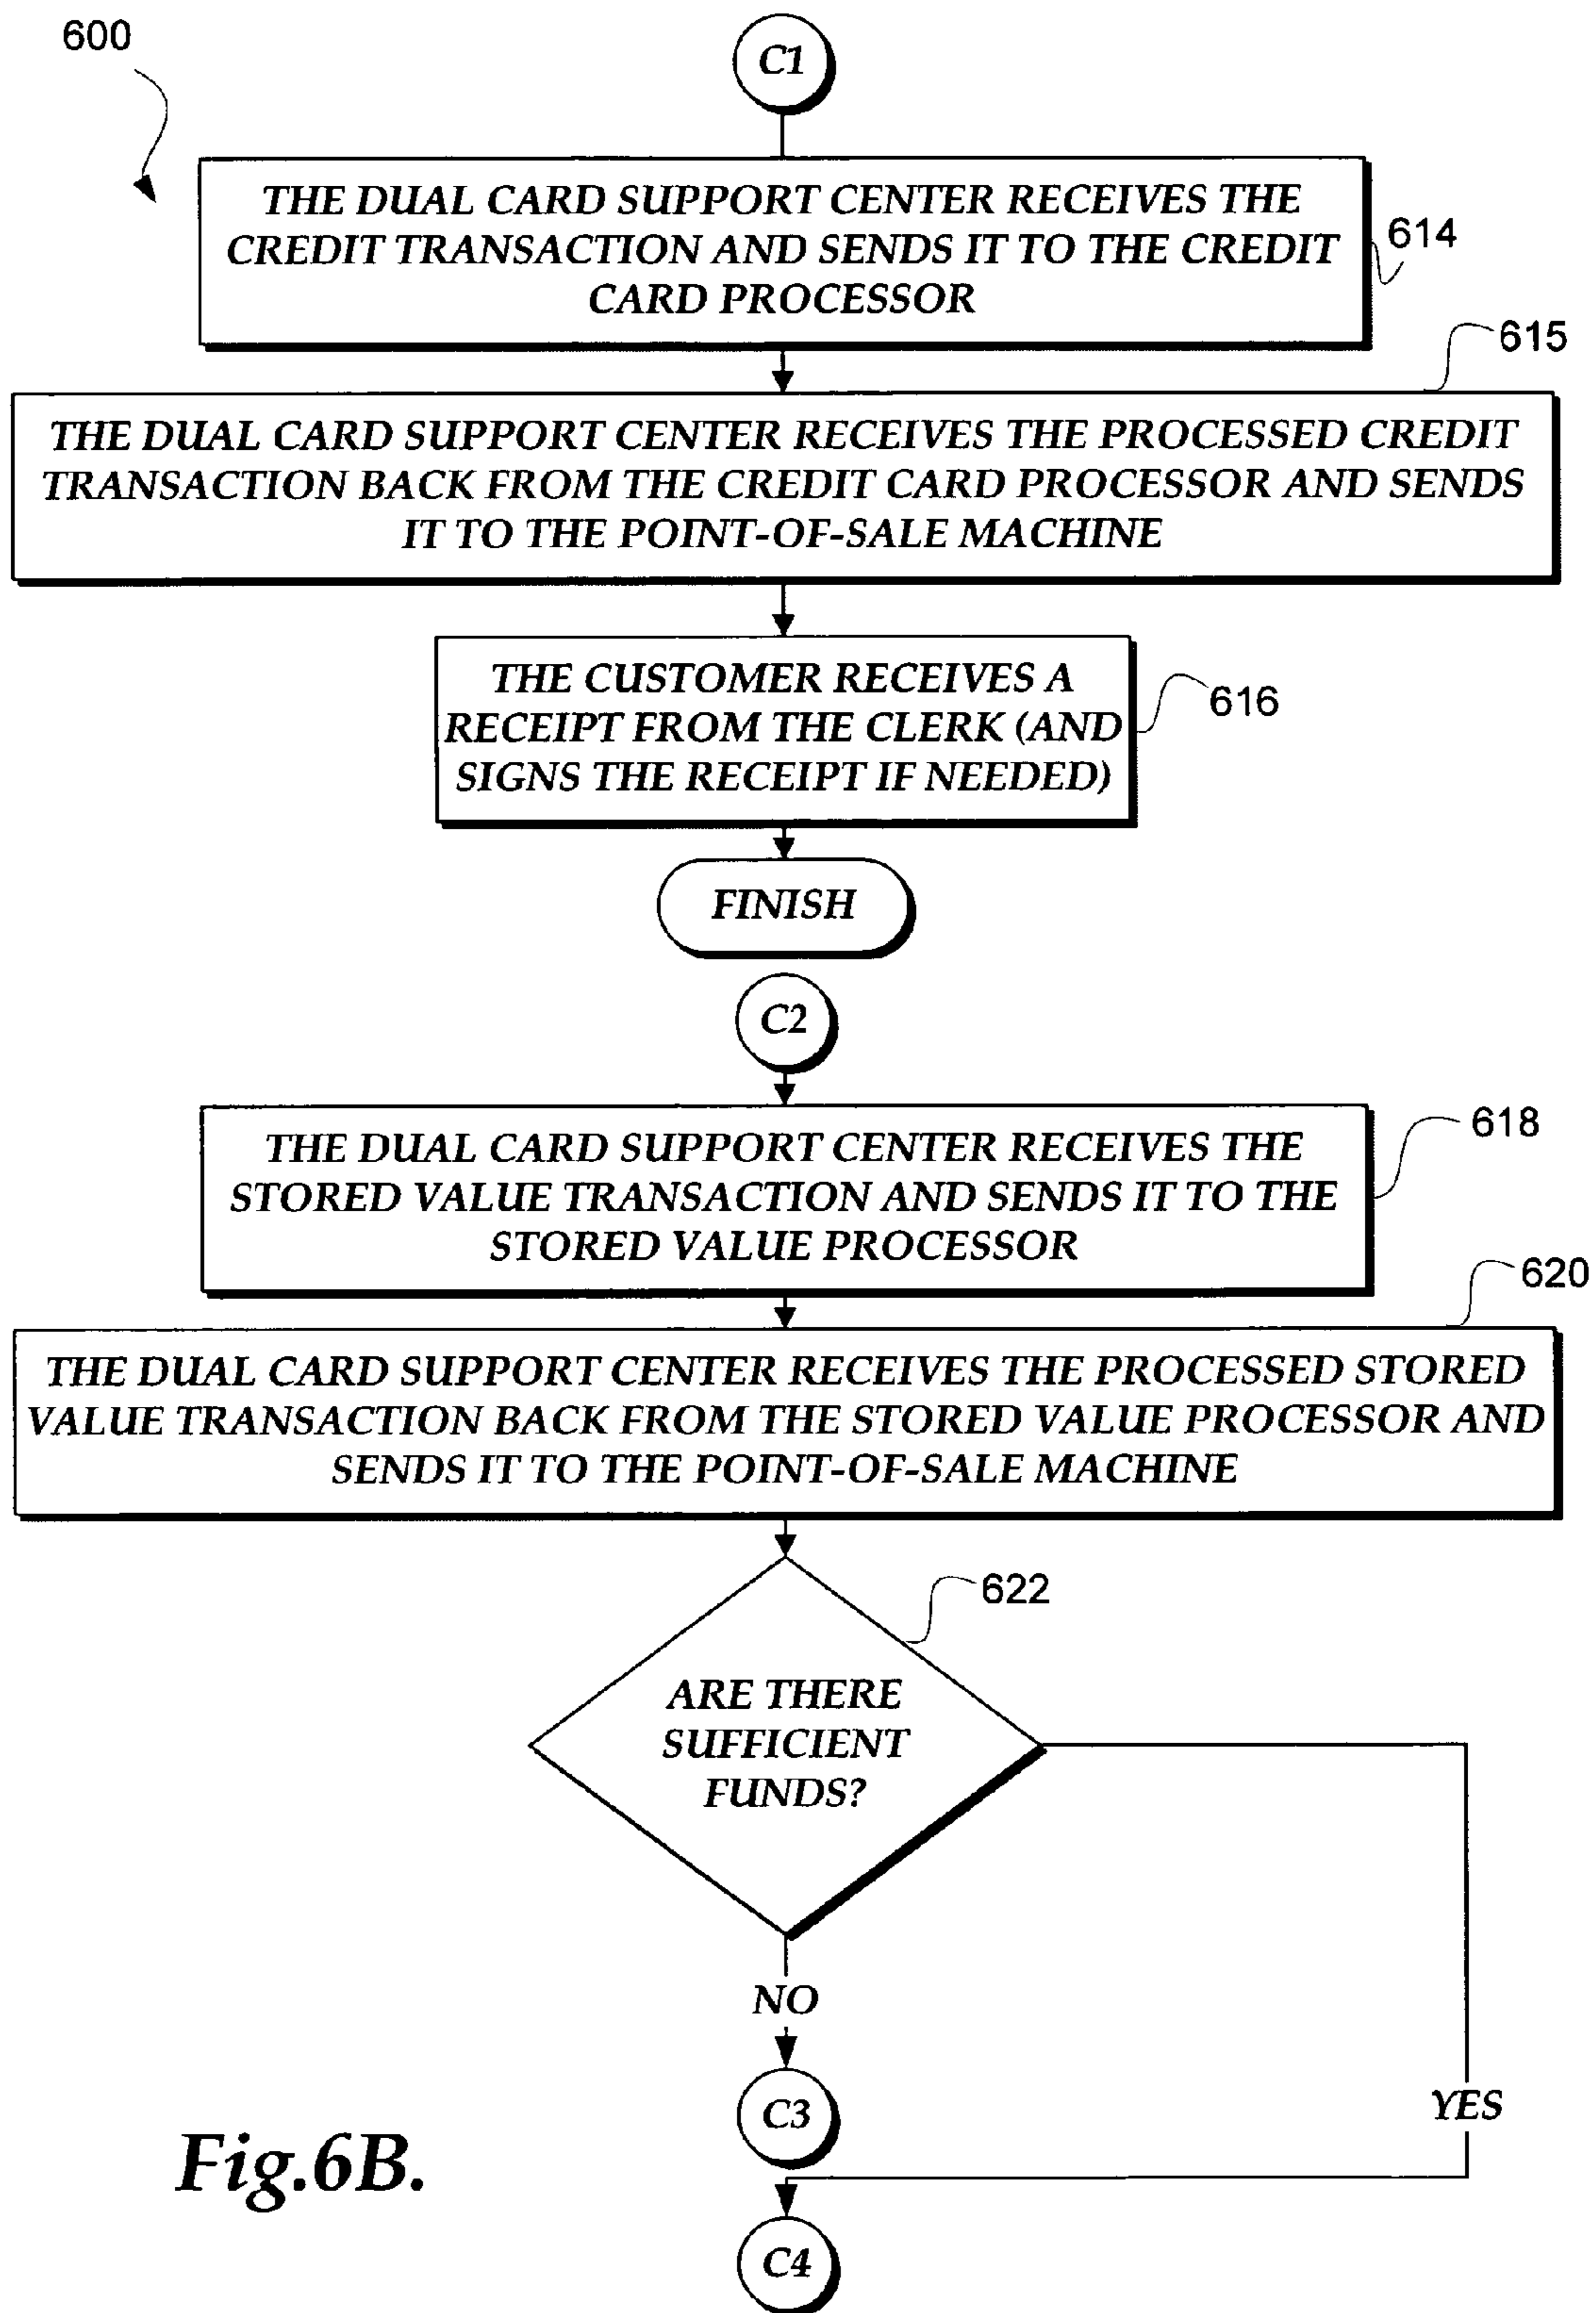 600
C1
THE DUAL CARD SUPPORT CENTER RECEIVES THE
CREDIT TRANSACTION AND SENDS IT TO THE CREDIT
CARD PROCESSOR
614
615
THE DUAL CARD SUPPORT CENTER RECEIVES THE PROCESSED CREDIT
TRANSACTION BACK FROM THE CREDIT CARD PROCESSOR AND SENDS
IT TO THE POINT-OF-SALE MACHINE
THE CUSTOMER RECEIVES A
RECEIPT FROM THE CLERK (AND
SIGNS THE RECEIPT IF NEEDED)
616
FINISH
C2
THE DUAL CARD SUPPORT CENTER RECEIVES THE
STORED VALUE TRANSACTION AND SENDS IT TO THE
STORED VALUE PROCESSOR
618
620
THE DUAL CARD SUPPORT CENTER RECEIVES THE PROCESSED STORED
VALUE TRANSACTION BACK FROM THE STORED VALUE PROCESSOR AND
SENDS IT TO THE POINT-OF-SALE MACHINE
622
ARE THERE
SUFFICIENT
FUNDS?
NO
C3
YES
Fig.6B.
C4